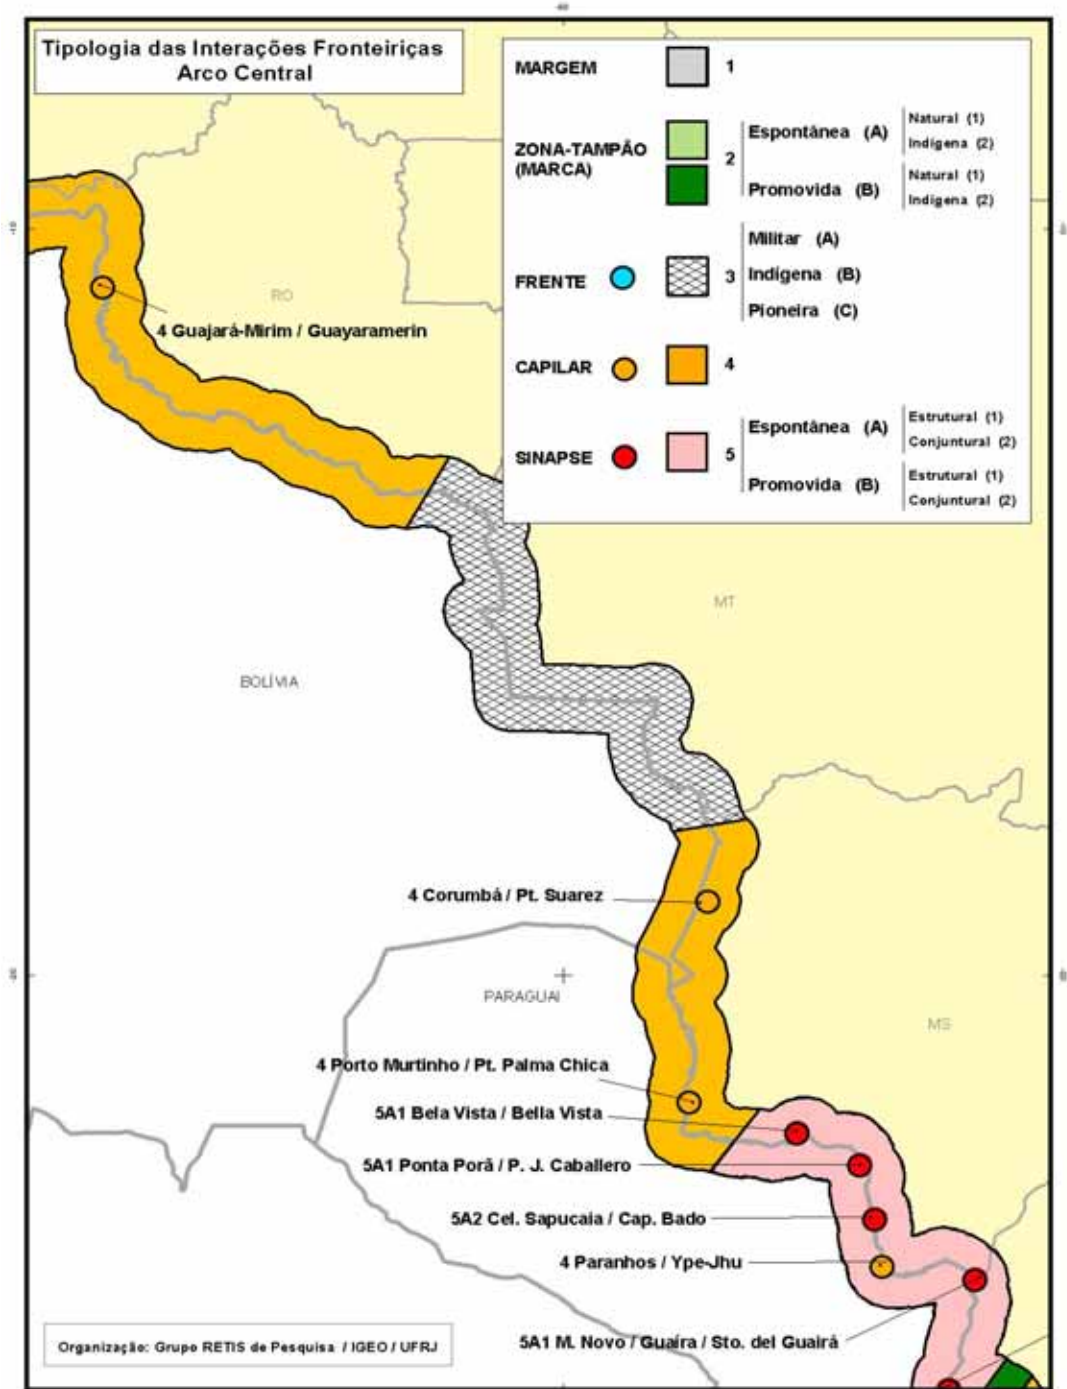 Tipologia das Interações Fronteiriças
Arco Central
MARGEM
1
ZONA-TAMPÃO
(MARCA)
2
Espontânea (A)
Natural (1)
Indígena (2)
Promovida (B)
Natural (1)
Indígena (2)
FRENTE
3
Militar (A)
Indígena (B)
Pioneira (C)
CAPILAR
4
SINAPSE
5
Espontânea (A)
Estrutural (1)
Conjuntural (2)
Promovida (B)
Estrutural (1)
Conjuntural (2)
RO
4 Guajará-Mirim / Guayaramerin
MT
BOLÍVIA
4 Corumbá / Pt. Suarez
PARAGUAI
MS
4 Porto Murtinho / Pt. Palma Chica
5A1 Bela Vista / Bella Vista
5A1 Ponta Porã / P. J. Caballero
5A2 Cel. Sapucaia / Cap. Bado
4 Paranhos / Ype-Jhu
5A1 M. Novo / Guaíra / Sto. del Guairá
Organização: Grupo RETIS de Pesquisa / IGEO / UFRJ